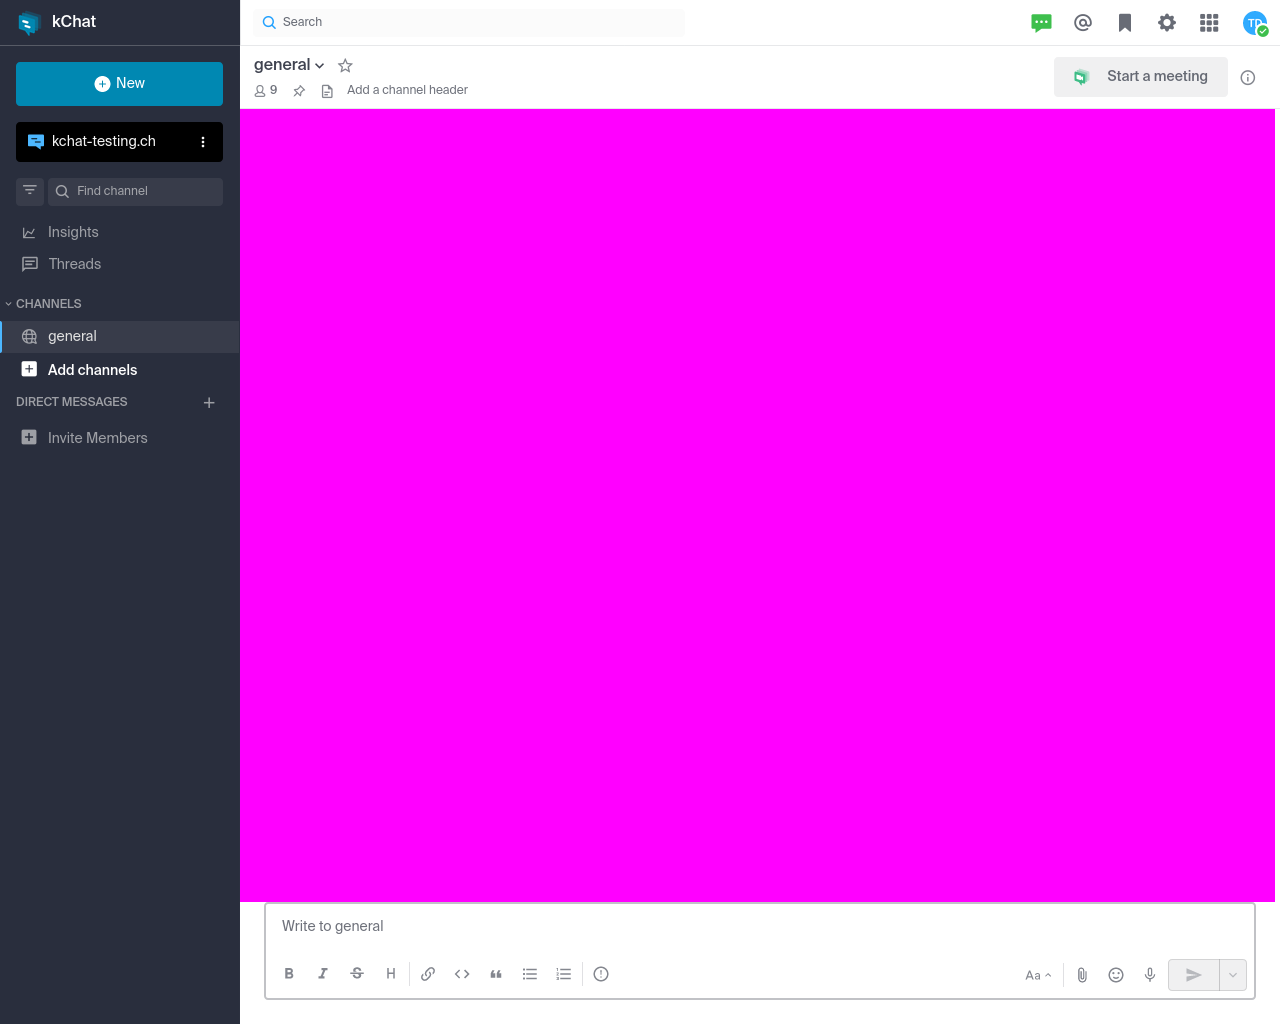 kChat
Search
TD
New
kchat-testing.ch
Find channel
Insights
Threads
CHANNELS
general
Add channels
DIRECT MESSAGES
Invite Members
general
9
Add a channel header
Start a meeting
Write to general
B I S H
Aa